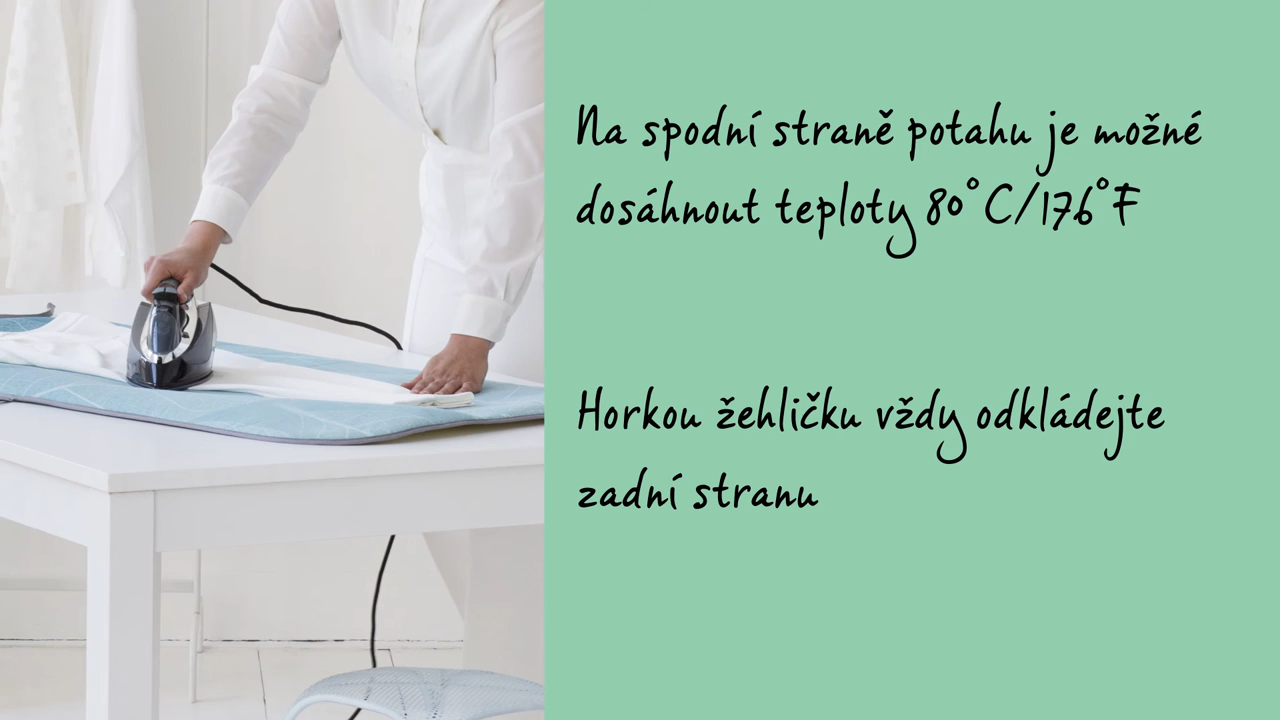 Na spodní straně potahu je možné
dosáhnout teploty 80°C/176°F
Horkou žehličku vždy odkládejte
zadní stranu